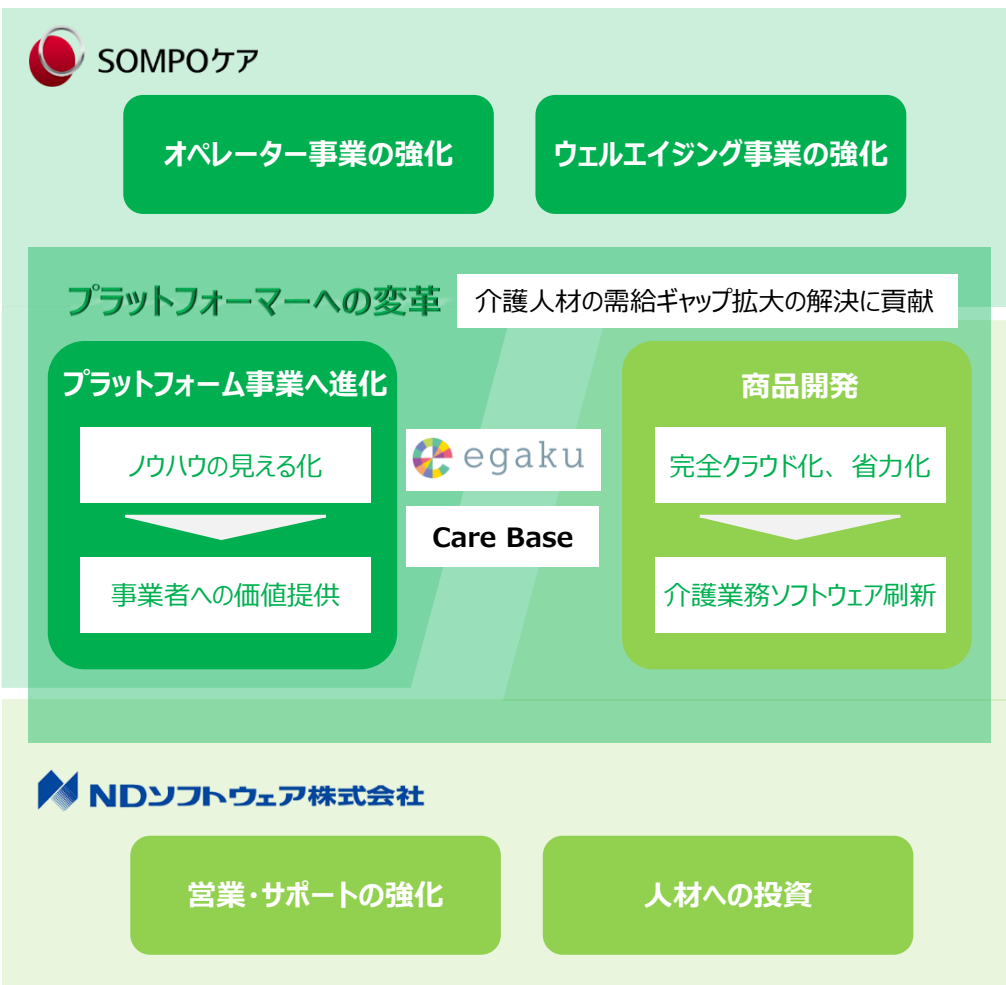 SOMPOケア
オペレーター事業の強化
ウェルエイジング事業の強化
プラットフォーマーへの変革
介護人材の需給ギャップ拡大の解決に貢献
プラットフォーム事業へ進化
ノウハウの見える化
事業者への価値提供
egaku
Care Base
商品開発
完全クラウド化、省力化
介護業務ソフトウェア刷新
NDソフトウェア株式会社
営業・サポートの強化
人材への投資